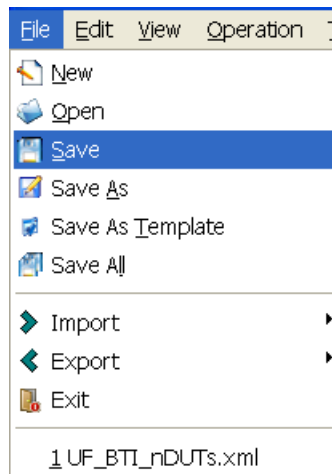 File Edit View Operation
New
Open
Save
Save As
Save As Template
Save All
Import
Export
Exit
1 UF_BTI_nDUTs.xml